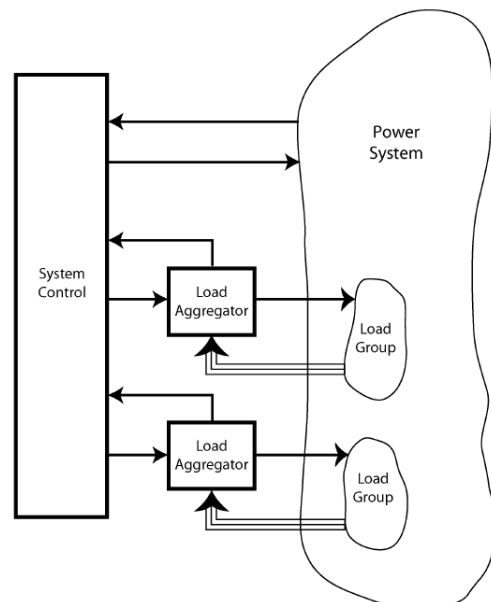 Power
System
System
Control
Load
Aggregator
Load
Group
Load
Aggregator
Load
Group